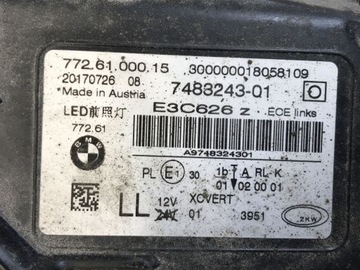 772.61.000.15 300000018058109
20170726 08 7488243-01
Made in Austria
LED前照灯 E3C626 z ECE links
772.61
BMW
A9748324301
PL E1 30 1b A RL K
01 02 00 01
LL 12V XCVERT
24V 01 3951 2KW